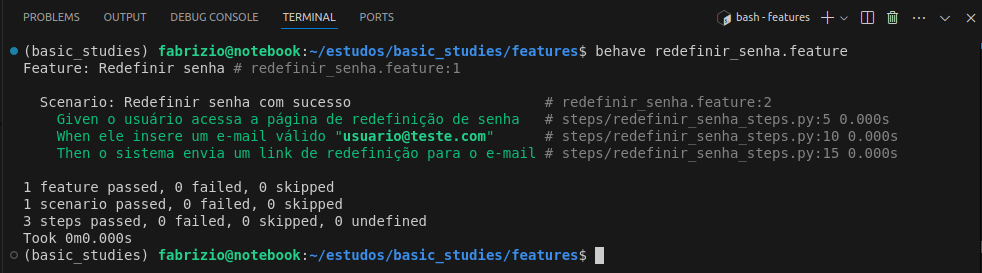 PROBLEMS OUTPUT DEBUG CONSOLE TERMINAL PORTS bash - features
(basic_studies) fabrizio@notebook:~/estudos/basic_studies/features$ behave redefinir_senha.feature
Feature: Redefinir senha # redefinir_senha.feature:1
Scenario: Redefinir senha com sucesso # redefinir_senha.feature:2
Given o usuário acessa a página de redefinição de senha # steps/redefinir_senha_steps.py:5 0.000s
When ele insere um e-mail válido "usuario@teste.com" # steps/redefinir_senha_steps.py:10 0.000s
Then o sistema envia um link de redefinição para o e-mail # steps/redefinir_senha_steps.py:15 0.000s
1 feature passed, 0 failed, 0 skipped
1 scenario passed, 0 failed, 0 skipped
3 steps passed, 0 failed, 0 skipped, 0 undefined
Took 0m0.000s
(basic_studies) fabrizio@notebook:~/estudos/basic_studies/features$